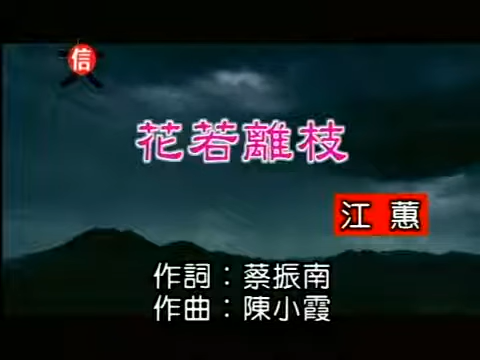 信
花若離枝
江蕙
作詞：蔡振南
作曲：陳小霞